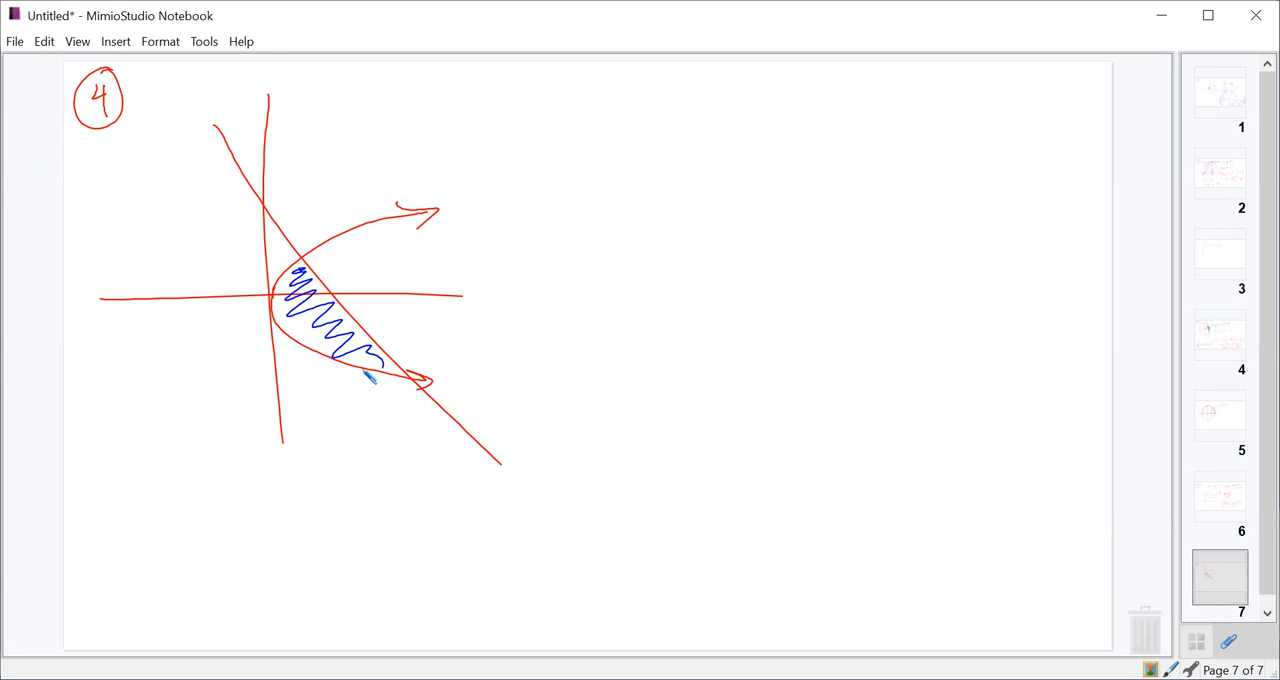 Untitled* - MimioStudio Notebook
File Edit View Insert Format Tools Help
4
1
2
3
4
5
6
7
Page 7 of 7